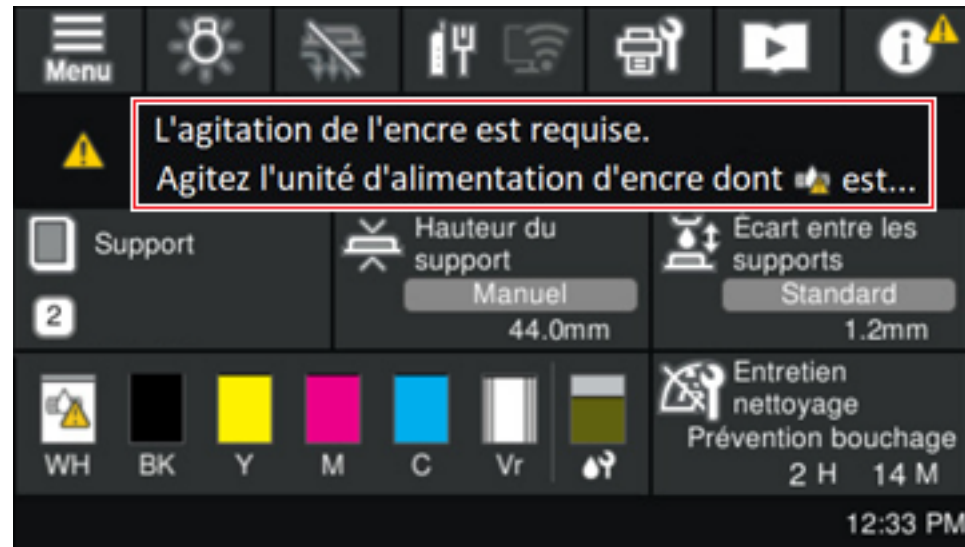 Menu
L'agitation de l'encre est requise.
Agitez l'unité d'alimentation d'encre dont est...
Support
2
Hauteur du
support
Manuel
44.0mm
Écart entre les
supports
Standard
1.2mm
WH BK Y M C Vr
Entretien
nettoyage
Prévention bouchage
2 H 14 M
12:33 PM